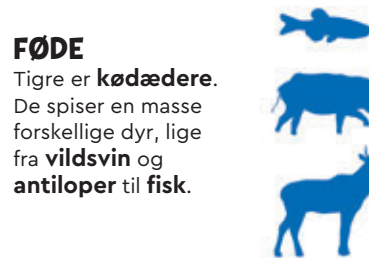 FØDE
Tigre er kødædere.
De spiser en masse
forskellige dyr, lige
fra vildsvin og
antiloper til fisk.